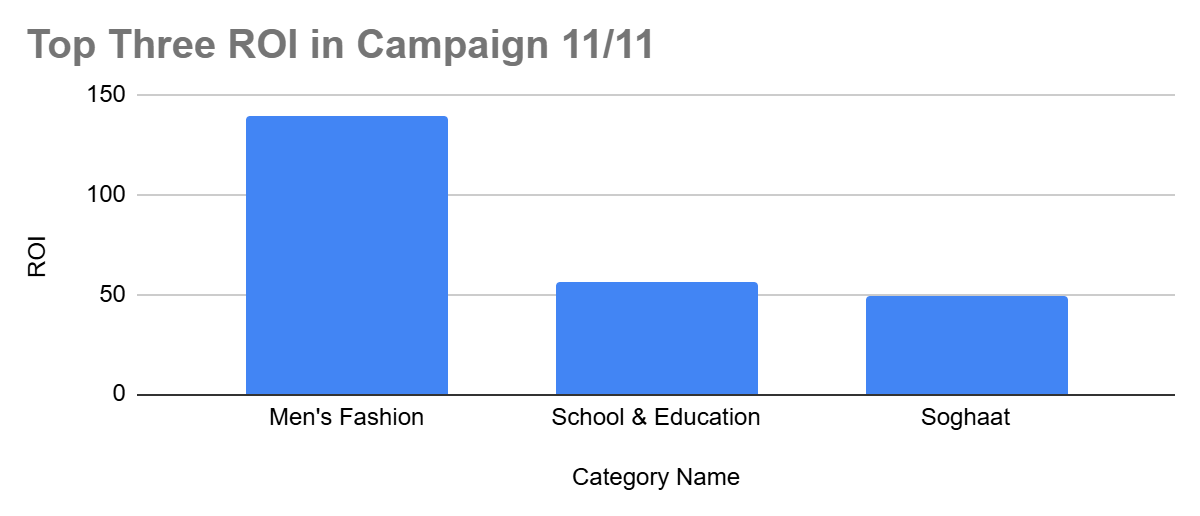 Top Three ROI in Campaign 11/11
150
100
50
0
ROI
Men's Fashion
School & Education
Soghaat
Category Name